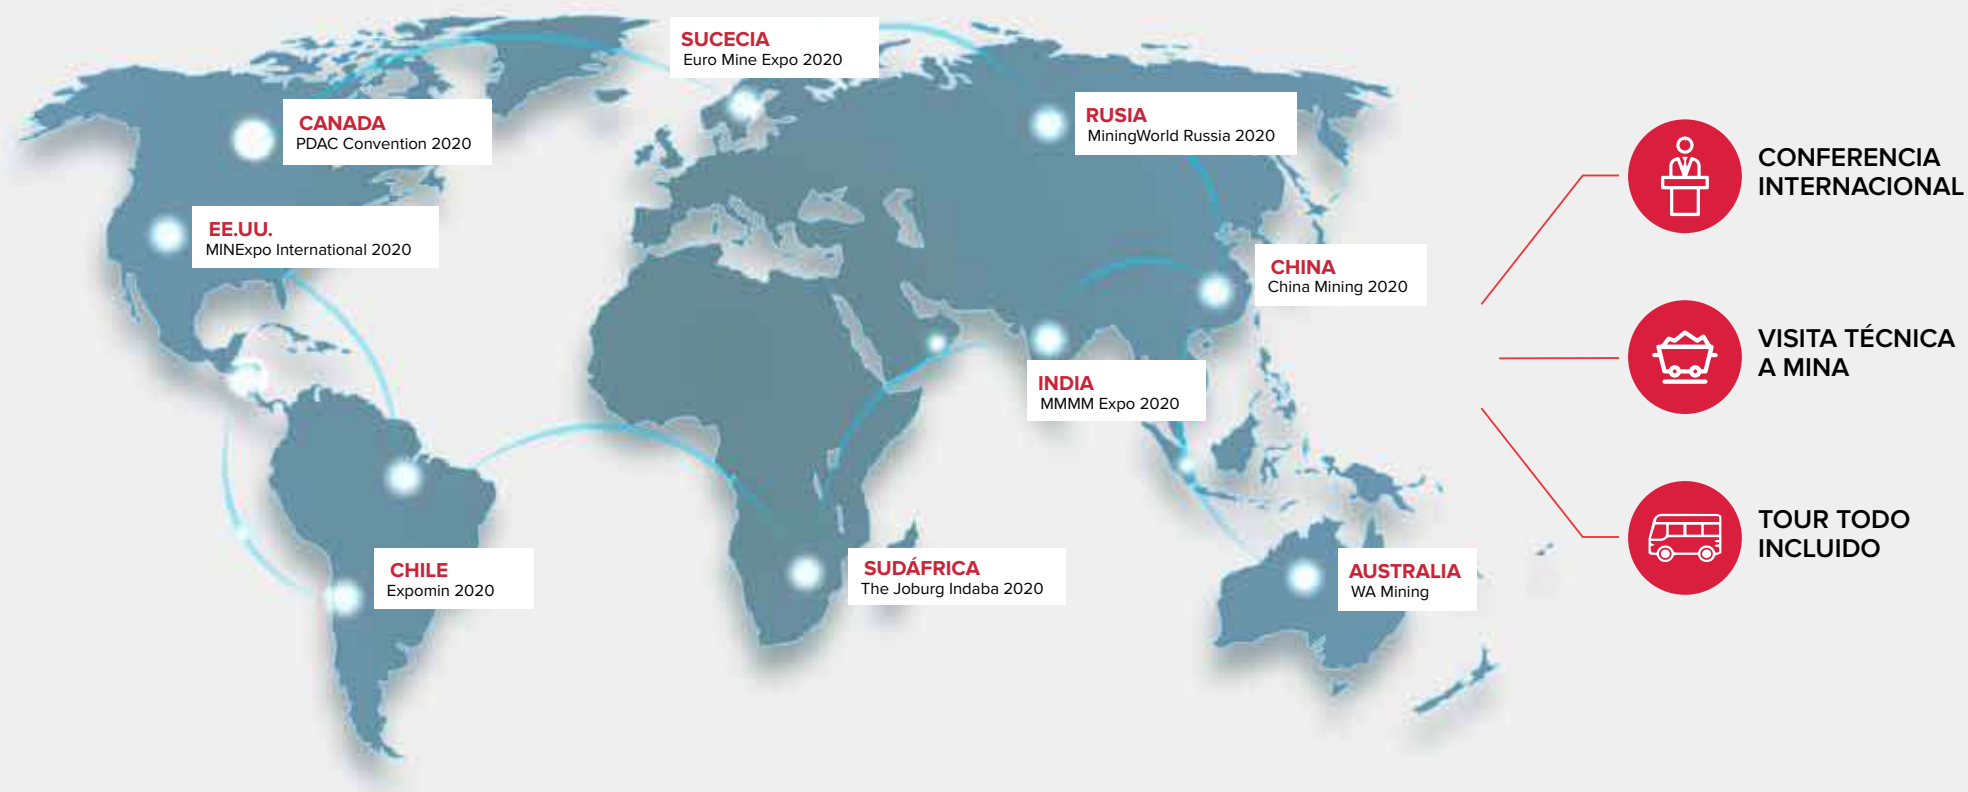 SUCECIA
Euro Mine Expo 2020
CANADA
PDAC Convention 2020
RUSIA
MiningWorld Russia 2020
EE.UU.
MINExpo International 2020
CHINA
China Mining 2020
INDIA
MMMM Expo 2020
CHILE
Expomin 2020
SUDÁFRICA
The Joburg Indaba 2020
AUSTRALIA
WA Mining
CONFERENCIA
INTERNACIONAL
VISITA TÉCNICA
A MINA
TOUR TODO
INCLUIDO